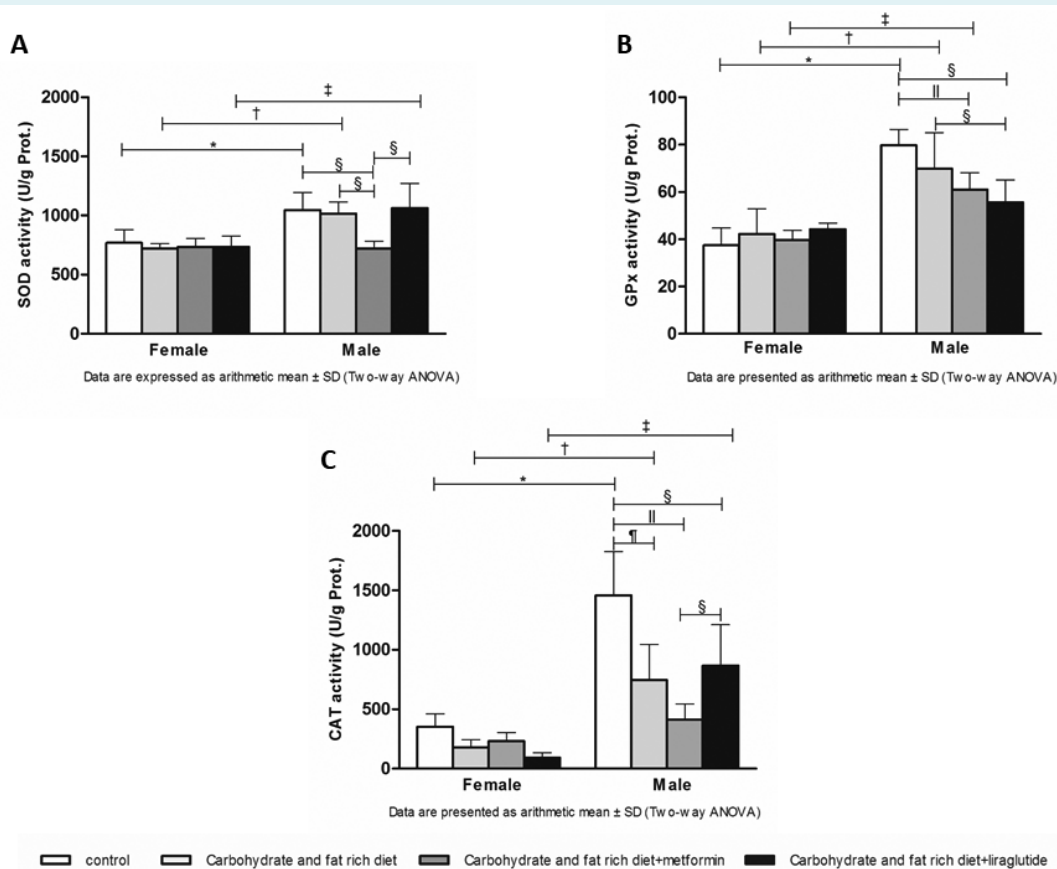 A
‡
†
*
§
§
§
2000
1500
1000
500
0
SOD activity (U/g Prot.)
Female Male
Data are expressed as arithmetic mean ± SD (Two-way ANOVA)
B
‡
†
*
§
||
§
100
80
60
40
20
0
GPx activity (U/g Prot.)
Female Male
Data are presented as arithmetic mean ± SD (Two-way ANOVA)
C
‡
†
*
§
||
¶
§
2000
1500
1000
500
0
CAT activity (U/g Prot.)
Female Male
Data are presented as arithmetic mean ± SD (Two-way ANOVA)
control Carbohydrate and fat rich diet Carbohydrate and fat rich diet+metformin Carbohydrate and fat rich diet+liraglutide